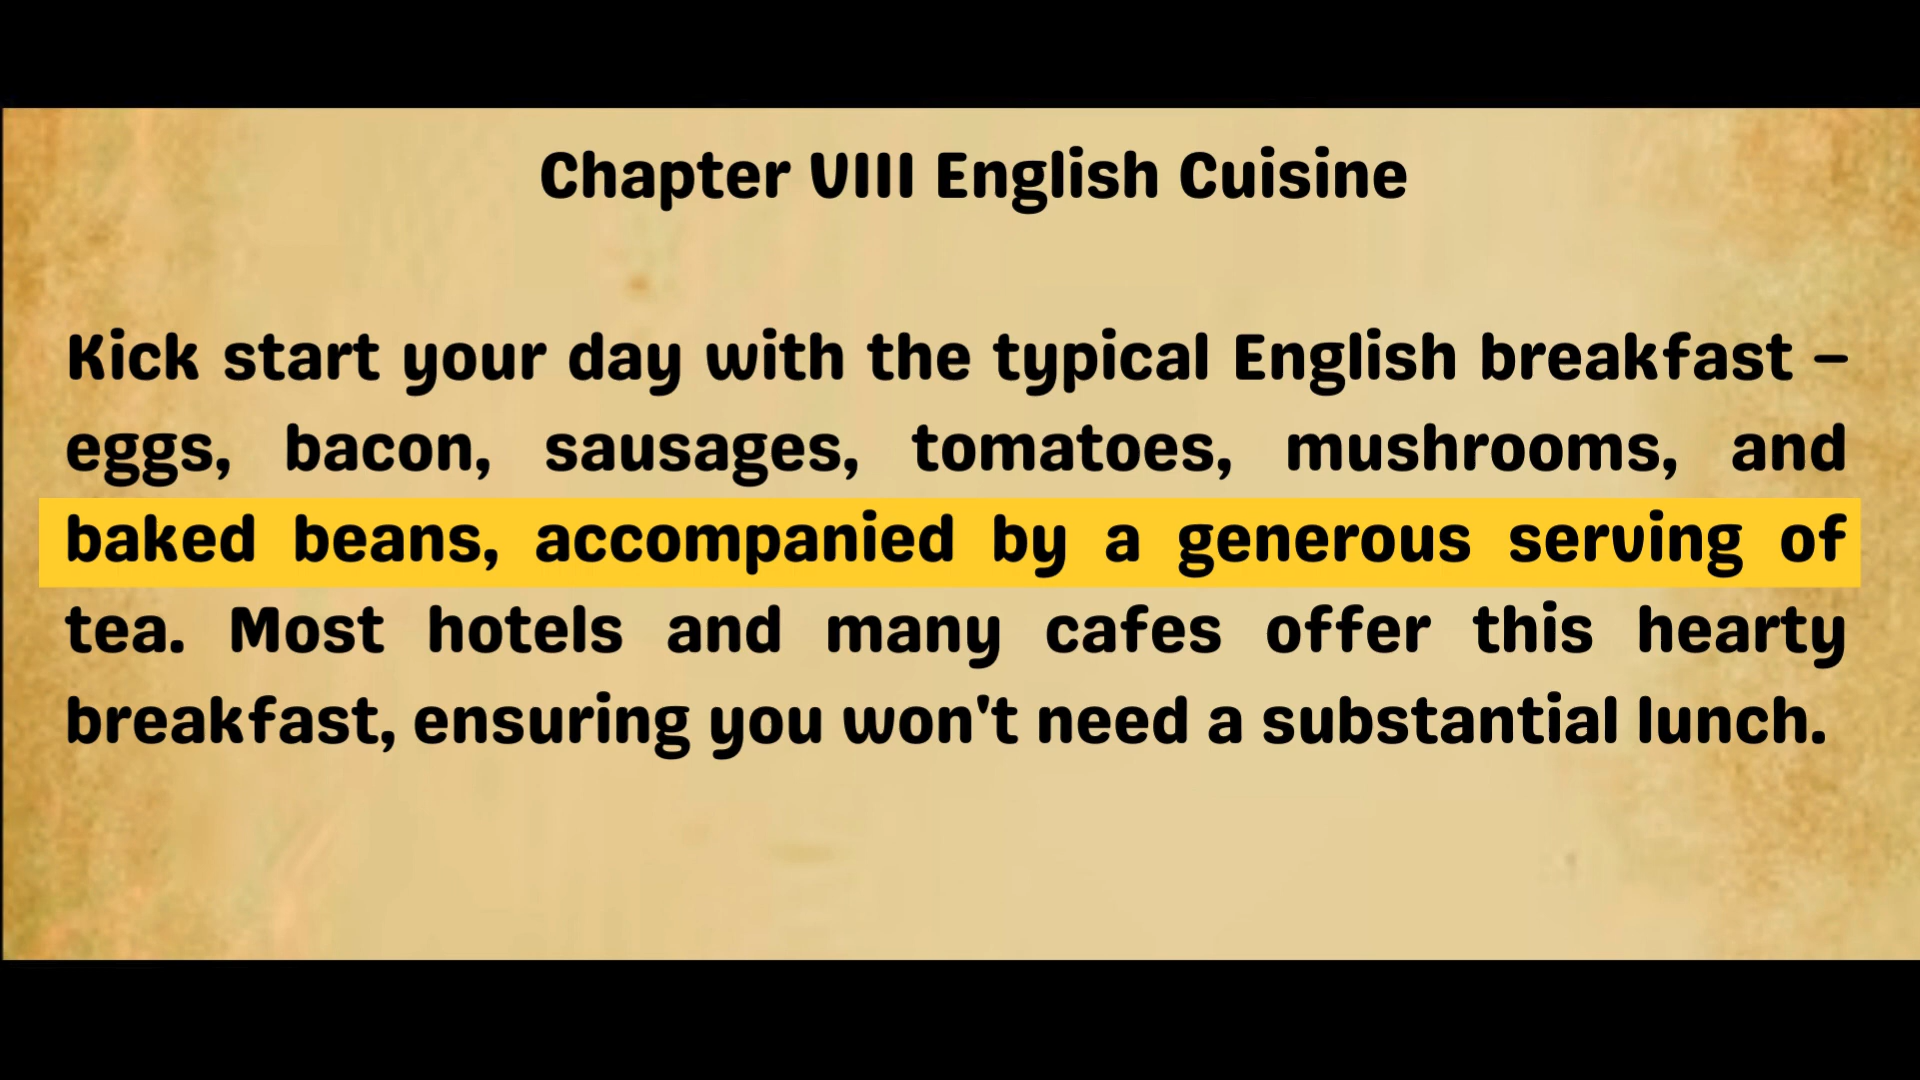 Chapter VIII English Cuisine
Kick start your day with the typical English breakfast –
eggs, bacon, sausages, tomatoes, mushrooms, and
baked beans, accompanied by a generous serving of
tea. Most hotels and many cafes offer this hearty
breakfast, ensuring you won't need a substantial lunch.